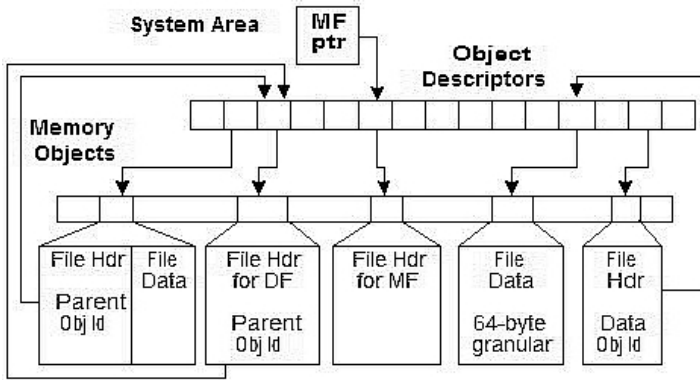 System Area
MF
ptr
Object
Descriptors
Memory
Objects
File Hdr
Parent
Obj Id
File
Data
File Hdr
for DF
Parent
Obj Id
File Hdr
for MF
File
Data
64-byte
granular
File
Hdr
Data
Obj Id